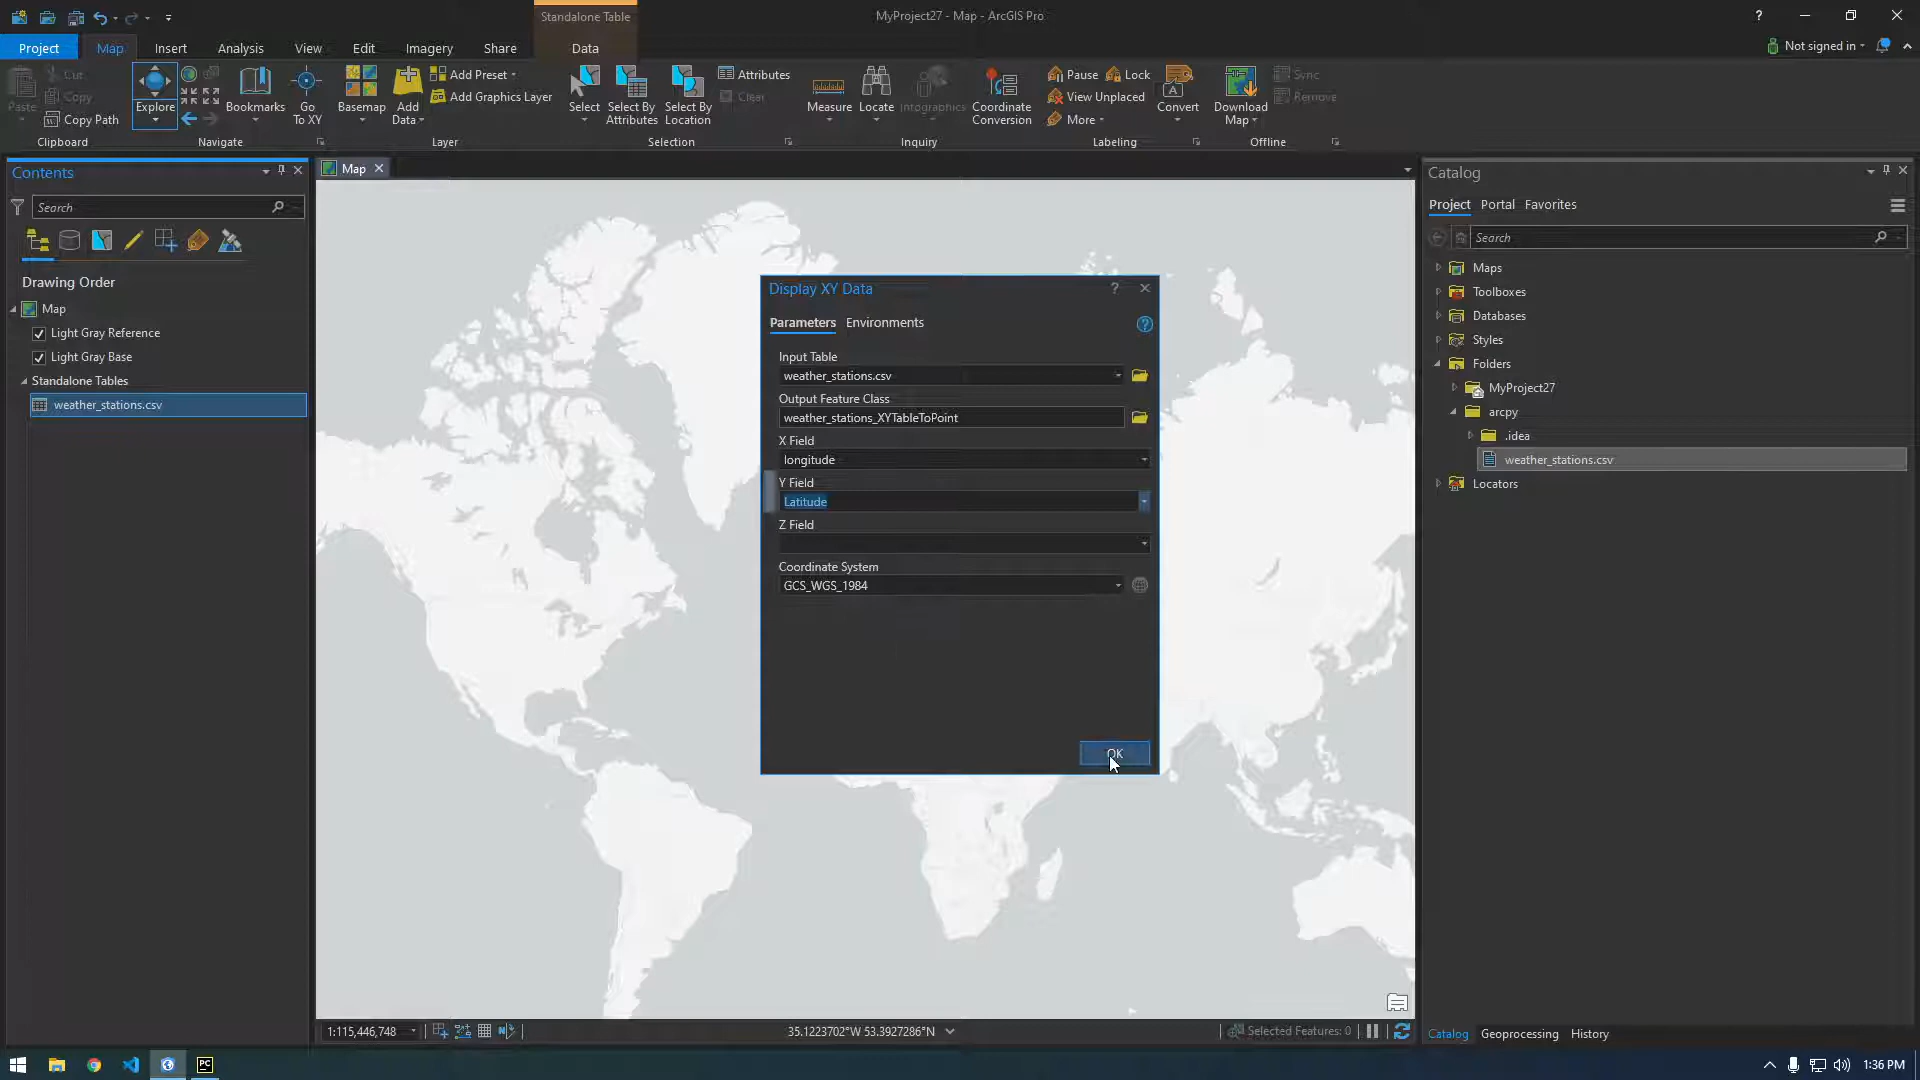 Standalone Table
MyProject27 - Map - ArcGIS Pro
?
Project
Map
Insert
Analysis
View
Edit
Imagery
Share
Data
Not signed in
Paste
Cut
Copy
Copy Path
Clipboard
Explore
Bookmarks
Go
To XY
Navigate
Basemap
Add
Data
Add Preset
Add Graphics Layer
Layer
Select
Select By
Attributes
Select By
Location
Attributes
Clear
Selection
Measure
Locate
Infographics
Coordinate
Conversion
Inquiry
Pause
Lock
View Unplaced
More
Convert
Labeling
Download
Map
Sync
Remove
Offline
Contents
Search
Drawing Order
Map
Light Gray Reference
Light Gray Base
Standalone Tables
weather_stations.csv
Map
Display XY Data
?
Parameters
Environments
?
Input Table
weather_stations.csv
Output Feature Class
weather_stations_XYTableToPoint
X Field
longitude
Y Field
Latitude
Z Field
Coordinate System
GCS_WGS_1984
OK
1:115,446,748
35.1223702°W 53.3927286°N
Selected Features: 0
Catalog
Project
Portal
Favorites
Search
Maps
Toolboxes
Databases
Styles
Folders
MyProject27
arcpy
.idea
weather_stations.csv
Locators
Catalog
Geoprocessing
History
PC
1:36 PM